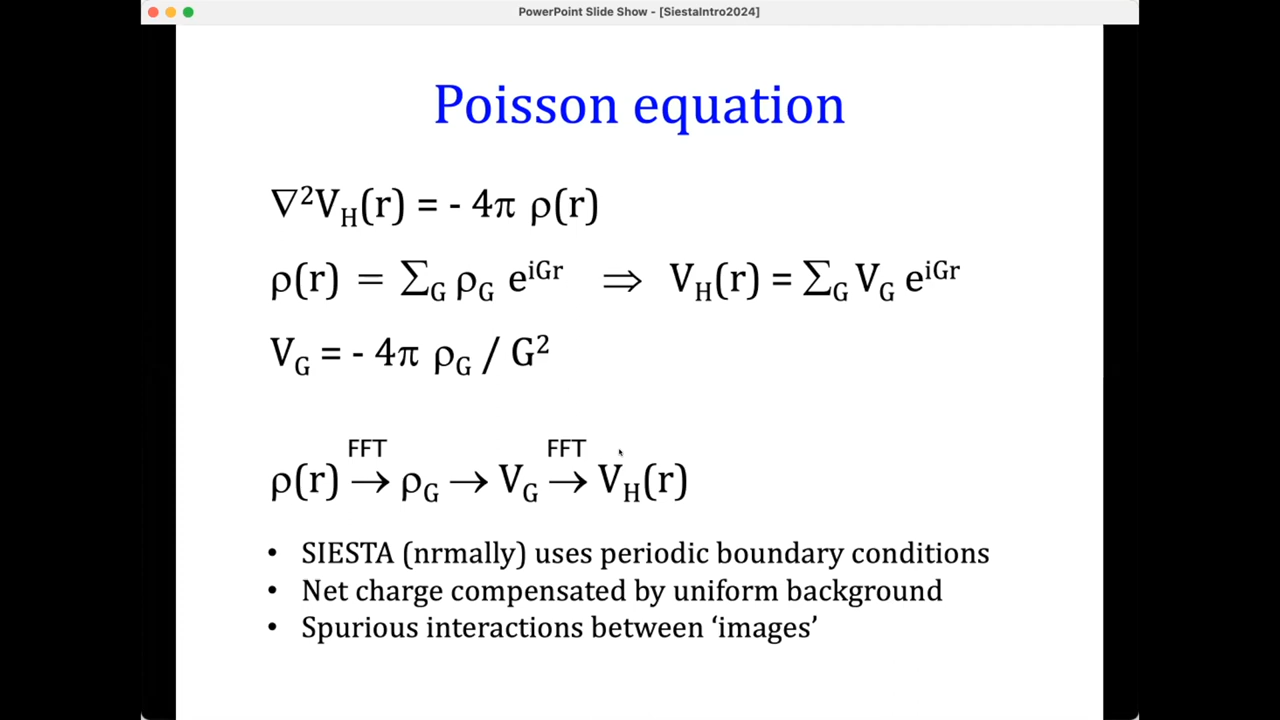 PowerPoint Slide Show - [SiestaIntro2024]
Poisson equation
∇²V_H(r) = - 4π ρ(r)
ρ(r) = ∑_G ρ_G e^{iGr} ⇒ V_H(r) = ∑_G V_G e^{iGr}
V_G = - 4π ρ_G / G²
FFT FFT
ρ(r) → ρ_G → V_G → V_H(r)
• SIESTA (nrmally) uses periodic boundary conditions
• Net charge compensated by uniform background
• Spurious interactions between ‘images’